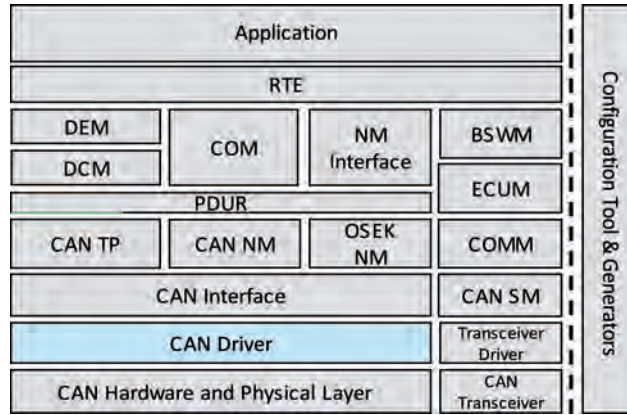 Application
RTE
DEM
COM
NM
Interface
BSWM
DCM
ECUM
PDUR
CAN TP
CAN NM
OSEK
NM
COMM
CAN Interface
CAN SM
CAN Driver
Transceiver
Driver
CAN Hardware and Physical Layer
CAN
Transceiver
Configuration Tool & Generators